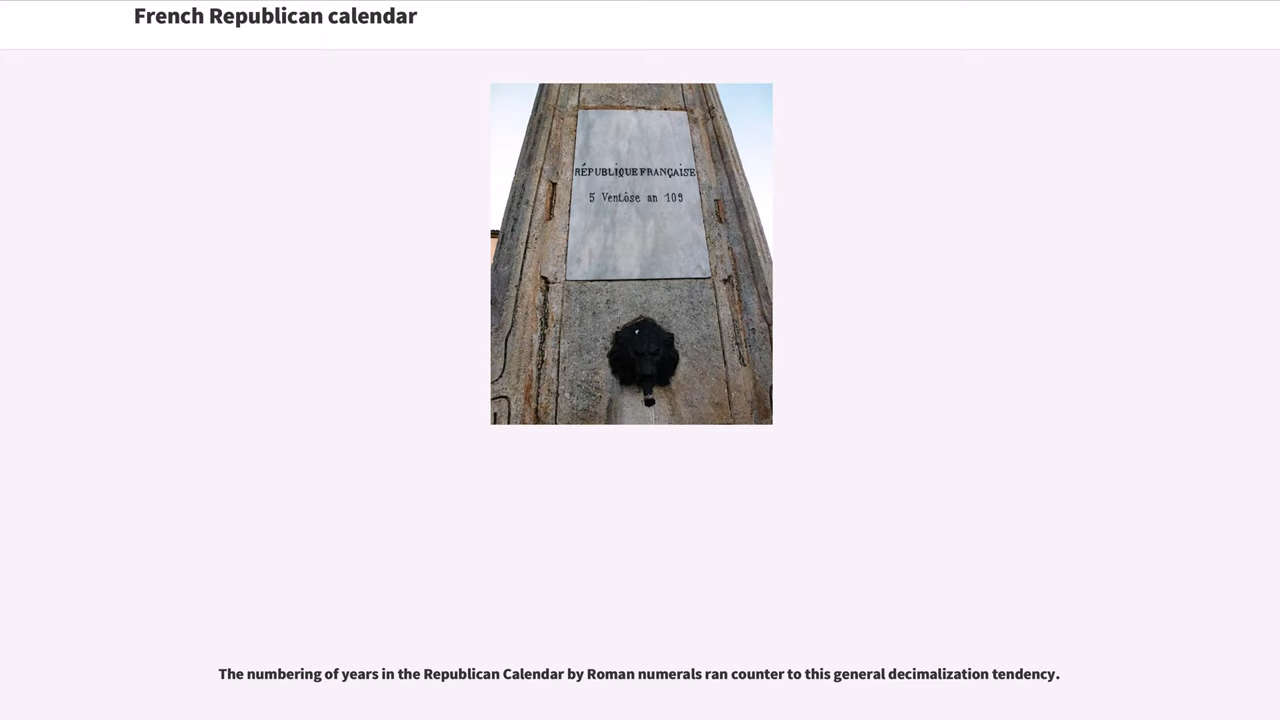 French Republican calendar
RÉPUBLIQUE FRANÇAISE
5 Ventôse an 109
The numbering of years in the Republican Calendar by Roman numerals ran counter to this general decimalization tendency.